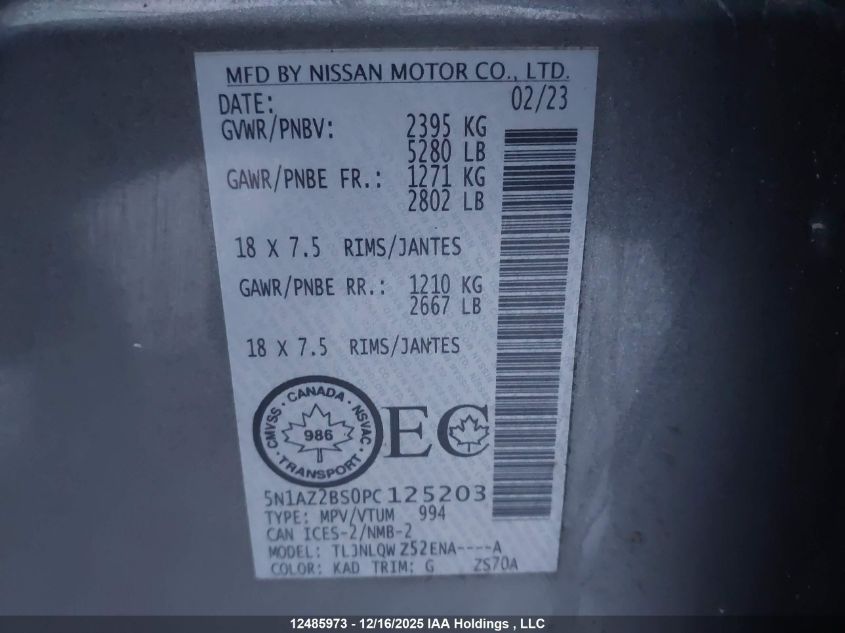 MFD BY NISSAN MOTOR CO., LTD.
DATE: 02/23
GVWR/PNBV: 2395 KG
5280 LB
GAWR/PNBE FR.: 1271 KG
2802 LB
18 X 7.5 RIMS/JANTES
GAWR/PNBE RR.: 1210 KG
2667 LB
18 X 7.5 RIMS/JANTES
CMVSS · CANADA · NSVAC · TRANSPORT ·
986
EC
5N1AZ2BS0PC125203
TYPE: MPV/VTUM 994
CAN ICES-2/NMB-2
MODEL: TLJNLQW Z52ENA----A
COLOR: KAD TRIM: G ZS70A
12485973 - 12/16/2025 IAA Holdings , LLC